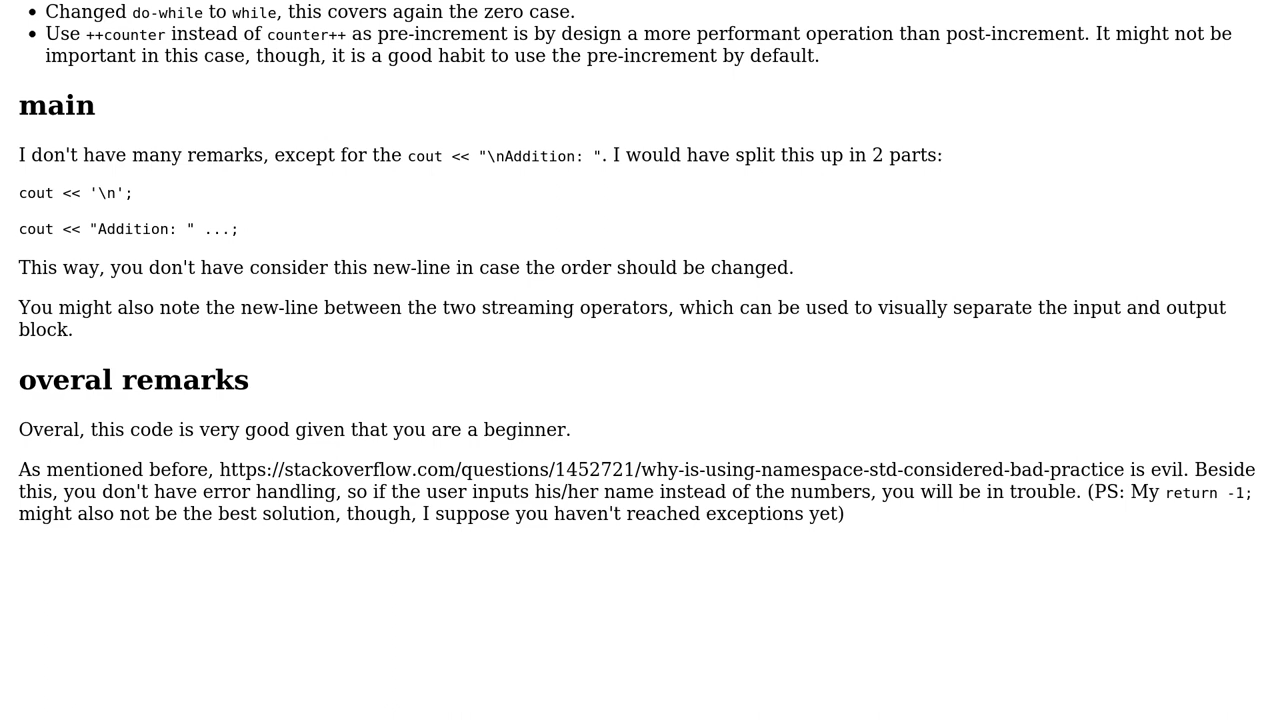 Changed do-while to while, this covers again the zero case.
Use ++counter instead of counter++ as pre-increment is by design a more performant operation than post-increment. It might not be
important in this case, though, it is a good habit to use the pre-increment by default.
main
I don't have many remarks, except for the cout << "\nAddition: ". I would have split this up in 2 parts:
cout << '\n';
cout << "Addition: " ...;
This way, you don't have consider this new-line in case the order should be changed.
You might also note the new-line between the two streaming operators, which can be used to visually separate the input and output
block.
overal remarks
Overal, this code is very good given that you are a beginner.
As mentioned before, https://stackoverflow.com/questions/1452721/why-is-using-namespace-std-considered-bad-practice is evil. Beside
this, you don't have error handling, so if the user inputs his/her name instead of the numbers, you will be in trouble. (PS: My return -1;
might also not be the best solution, though, I suppose you haven't reached exceptions yet)